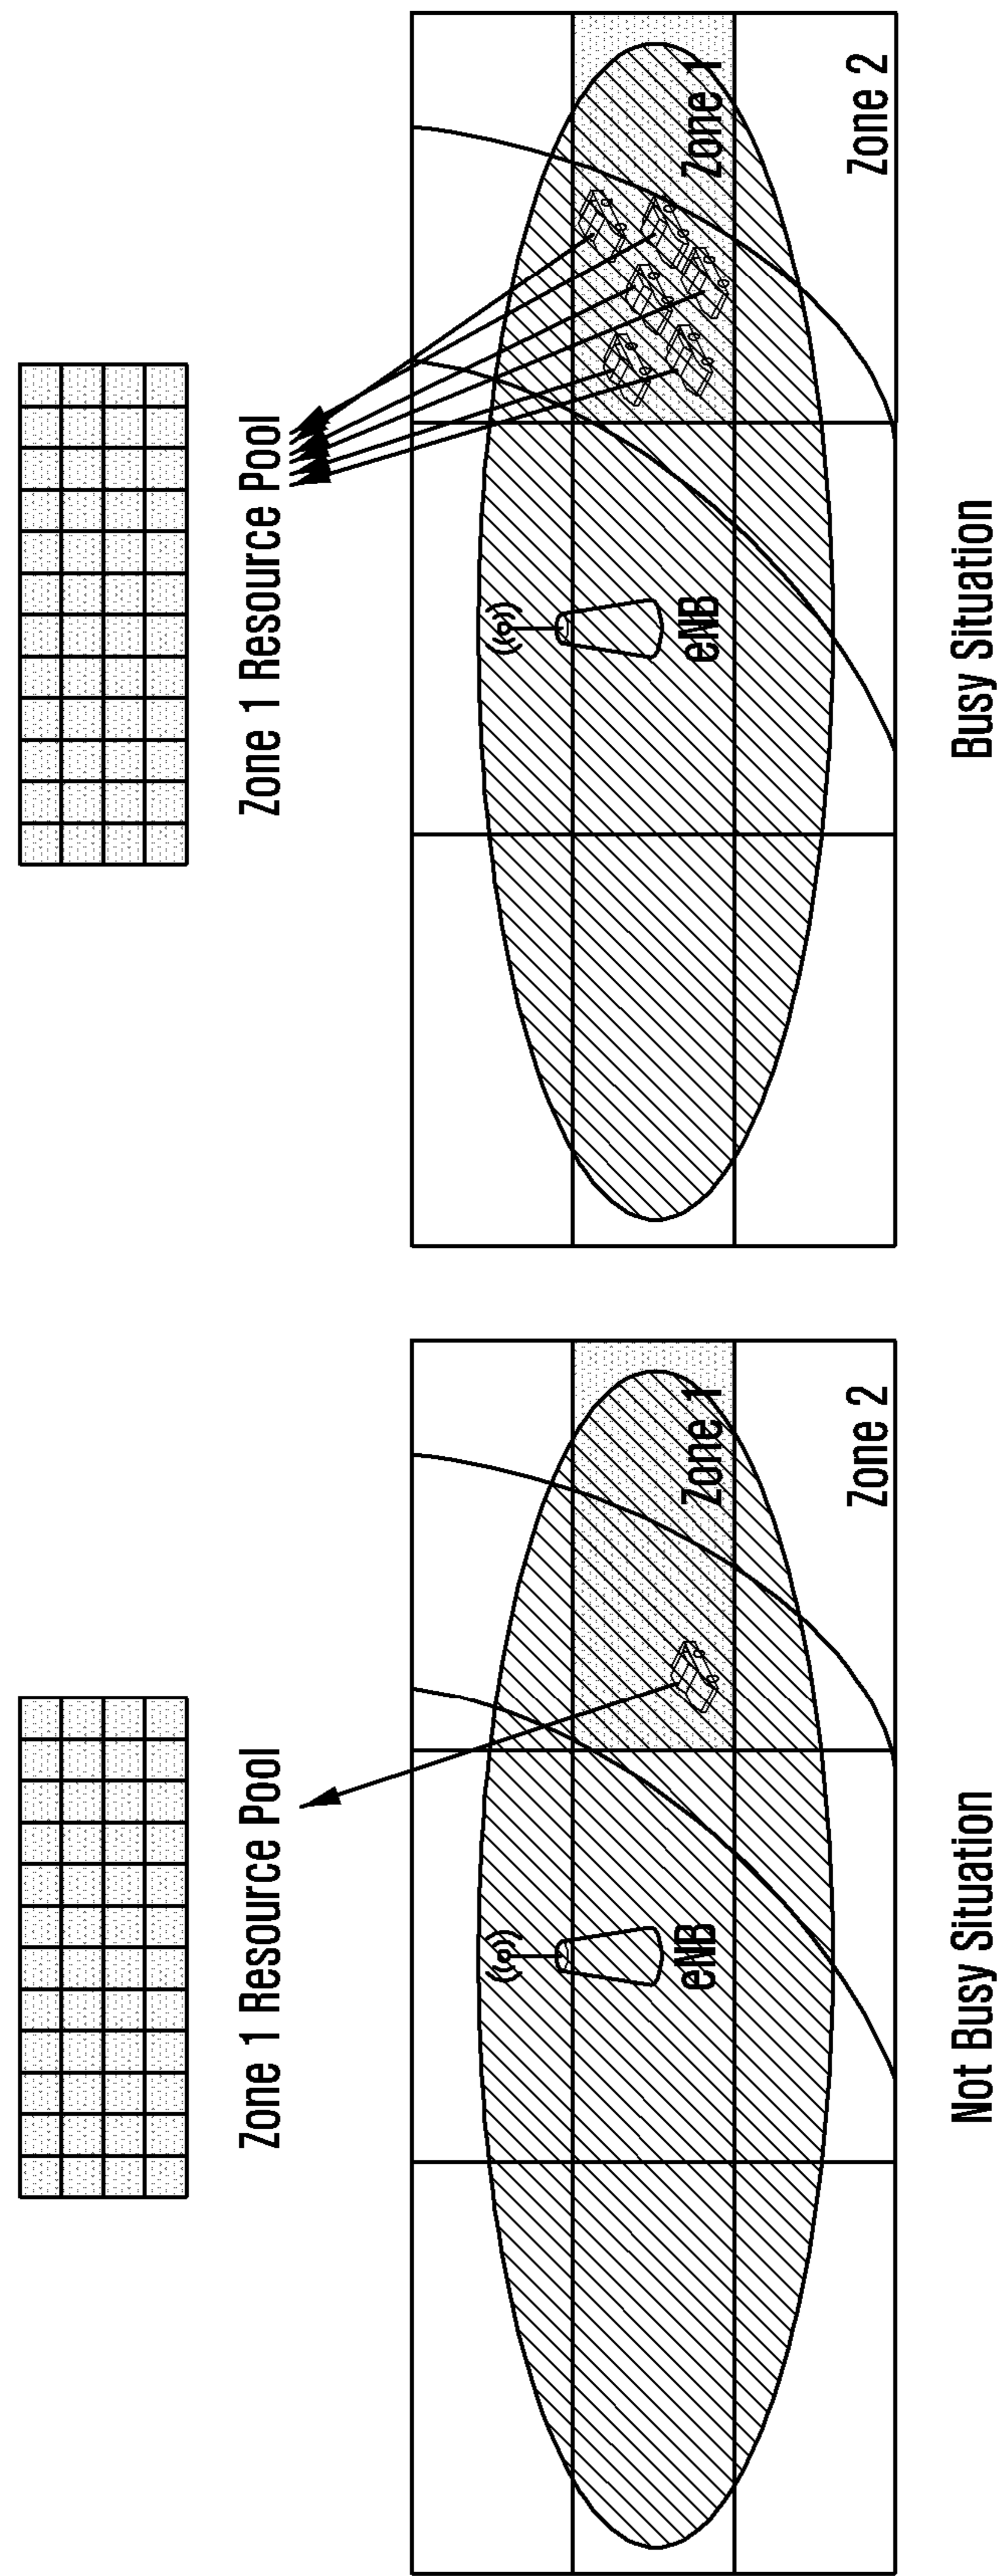 Zone 1 Resource Pool
eNB
Zone 1
Zone 2
Not Busy Situation
Zone 1 Resource Pool
eNB
Zone 1
Zone 2
Busy Situation